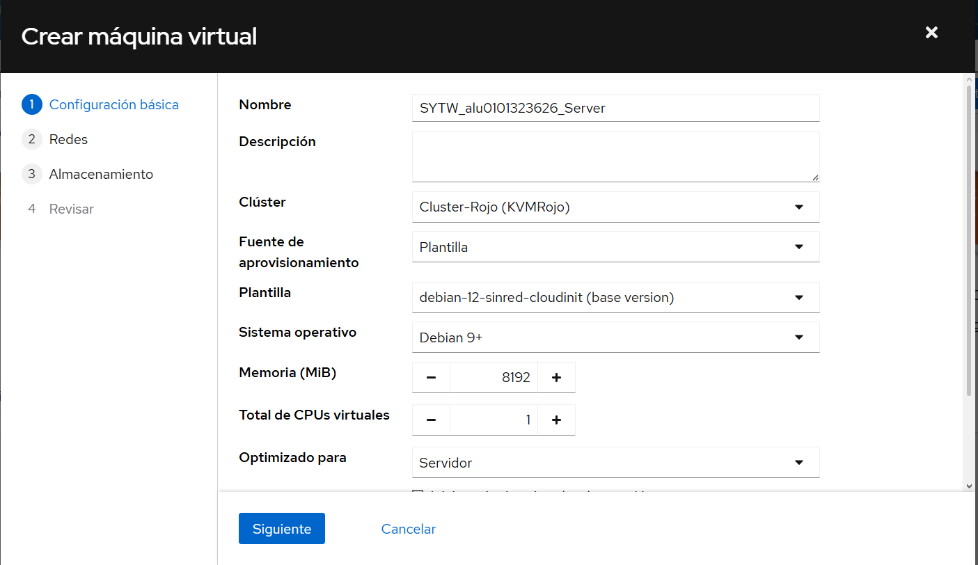 Crear máquina virtual
1 Configuración básica
2 Redes
3 Almacenamiento
4 Revisar
Nombre
SYTW_alu0101323626_Server
Descripción
Clúster
Cluster-Rojo (KVMRojo)
Fuente de
aprovisionamiento
Plantilla
Plantilla
debian-12-sinred-cloudinit (base version)
Sistema operativo
Debian 9+
Memoria (MiB)
8192
Total de CPUs virtuales
1
Optimizado para
Servidor
Siguiente
Cancelar